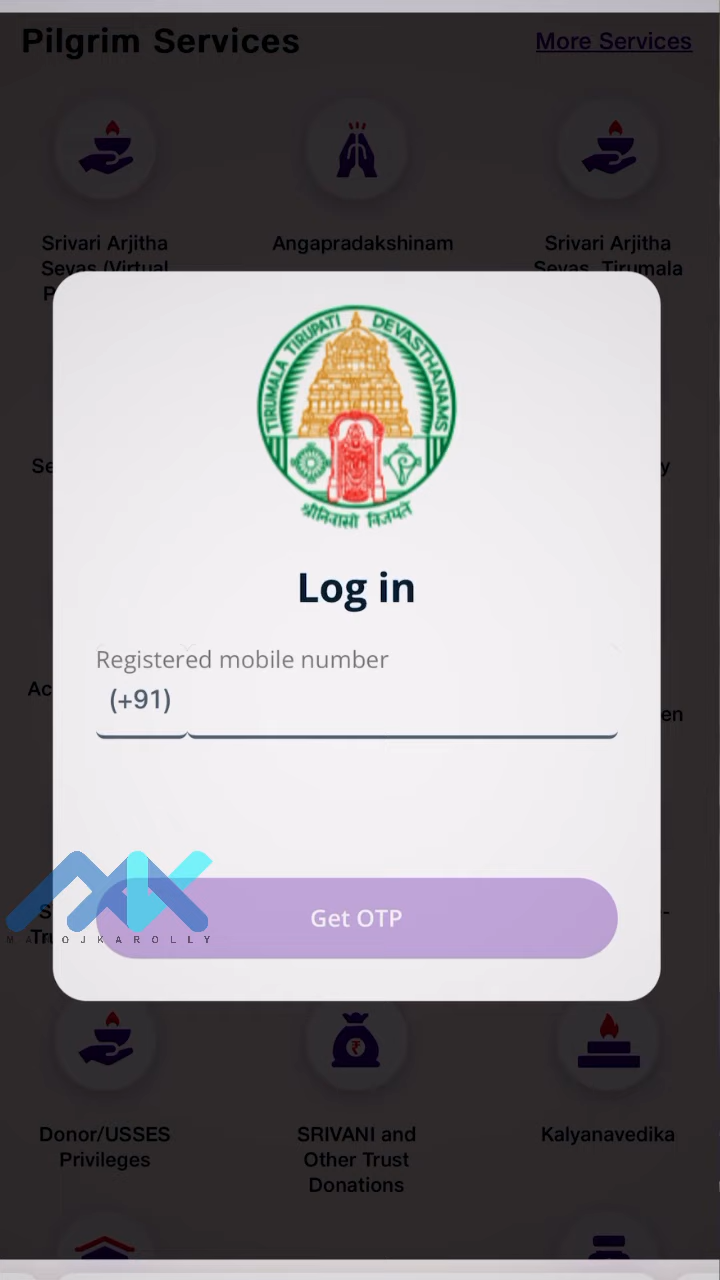 Pilgrim Services
More Services
Srivari Arjitha
Angapradakshinam
Srivari Arjitha
Sevas (Virtual
Sevas, Tirumala
TIRUMALA TIRUPATI DEVASTHANAMS
श्रीनिवासो विजयते
Log in
Registered mobile number
(+91)
Get OTP
Donor/USSES
Privileges
SRIVANI and
Other Trust
Donations
Kalyanavedika